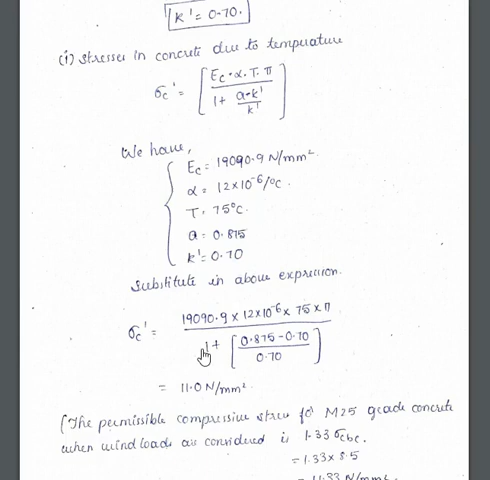 k' = 0.70.
(i) Stresses in concrete due to temperature
σc' = [Ec·α·T·π / 1 + a-k'/k']
We have,
Ec = 19090.9 N/mm².
α = 12×10⁻⁶/°C.
T = 75°C.
a = 0.875
k' = 0.70
Substitute in above expression.
σc' = 19090.9 × 12×10⁻⁶ × 75 × π / 1 + [0.875 - 0.70 / 0.70]
= 11.0 N/mm².
(The permissible compressive stress for M25 grade concrete
when wind loads as considered is 1.33 σcbc.
= 1.33 × 8.5
= 11.33 N/mm²